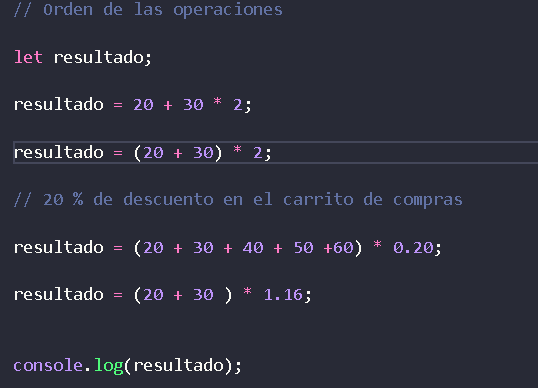 // Orden de las operaciones
let resultado;
resultado = 20 + 30 * 2;
resultado = (20 + 30) * 2;
// 20 % de descuento en el carrito de compras
resultado = (20 + 30 + 40 + 50 +60) * 0.20;
resultado = (20 + 30 ) * 1.16;
console.log(resultado);